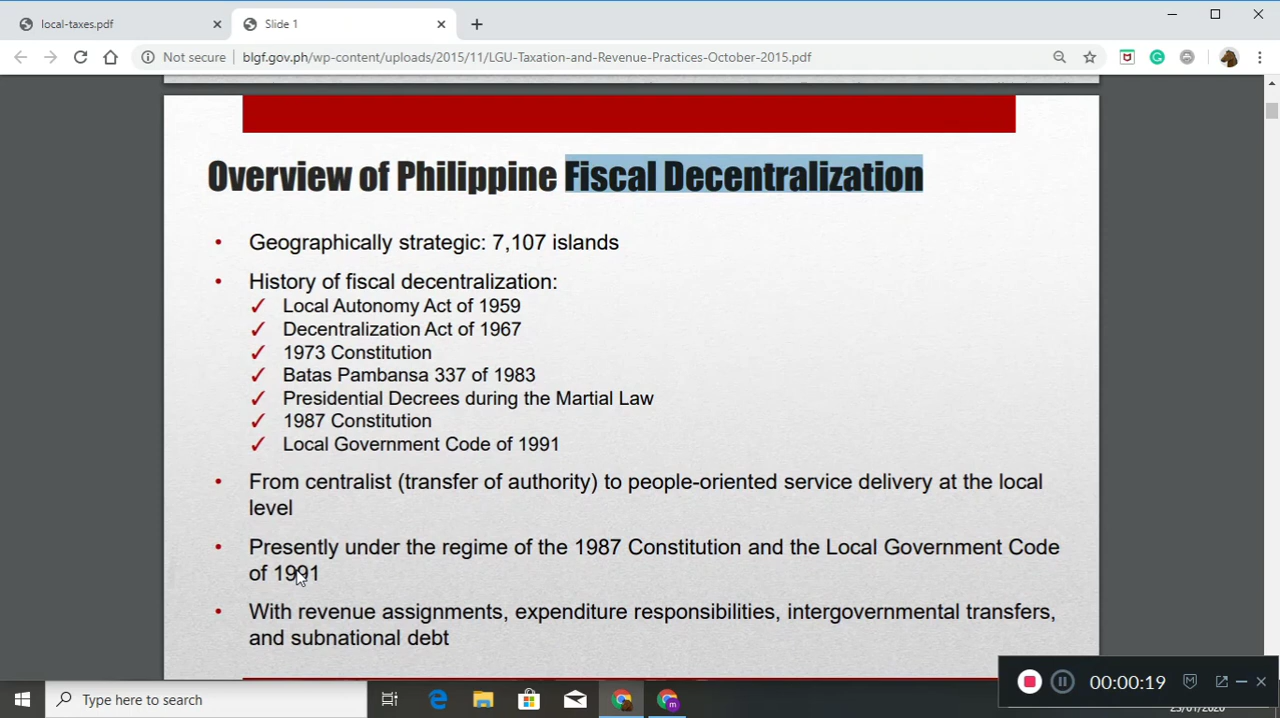 local-taxes.pdf
Slide 1
Not secure
blgf.gov.ph/wp-content/uploads/2015/11/LGU-Taxation-and-Revenue-Practices-October-2015.pdf
Overview of Philippine Fiscal Decentralization
• Geographically strategic: 7,107 islands
• History of fiscal decentralization:
✓ Local Autonomy Act of 1959
✓ Decentralization Act of 1967
✓ 1973 Constitution
✓ Batas Pambansa 337 of 1983
✓ Presidential Decrees during the Martial Law
✓ 1987 Constitution
✓ Local Government Code of 1991
• From centralist (transfer of authority) to people-oriented service delivery at the local
level
• Presently under the regime of the 1987 Constitution and the Local Government Code
of 1991
• With revenue assignments, expenditure responsibilities, intergovernmental transfers,
and subnational debt
00:00:19
Type here to search